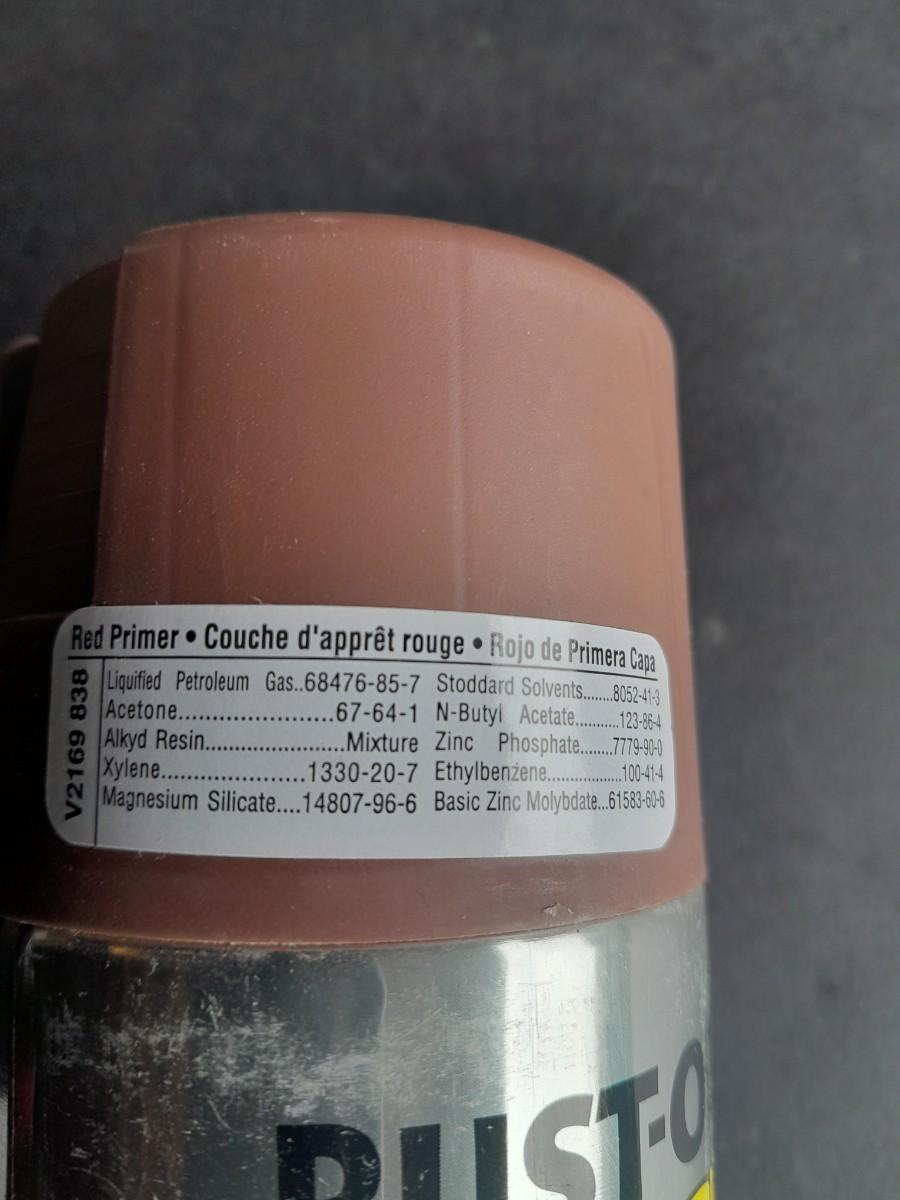 Red Primer • Couche d'apprêt rouge • Rojo de Primera Capa
V2169 838
Liquified Petroleum Gas..68476-85-7 Stoddard Solvents.......8052-41-3
Acetone.......................67-64-1 N-Butyl Acetate...........123-86-4
Alkyd Resin.......................Mixture Zinc Phosphate........7779-90-0
Xylene.....................1330-20-7 Ethylbenzene..................100-41-4
Magnesium Silicate....14807-96-6 Basic Zinc Molybdate...61583-60-6
RUST-O